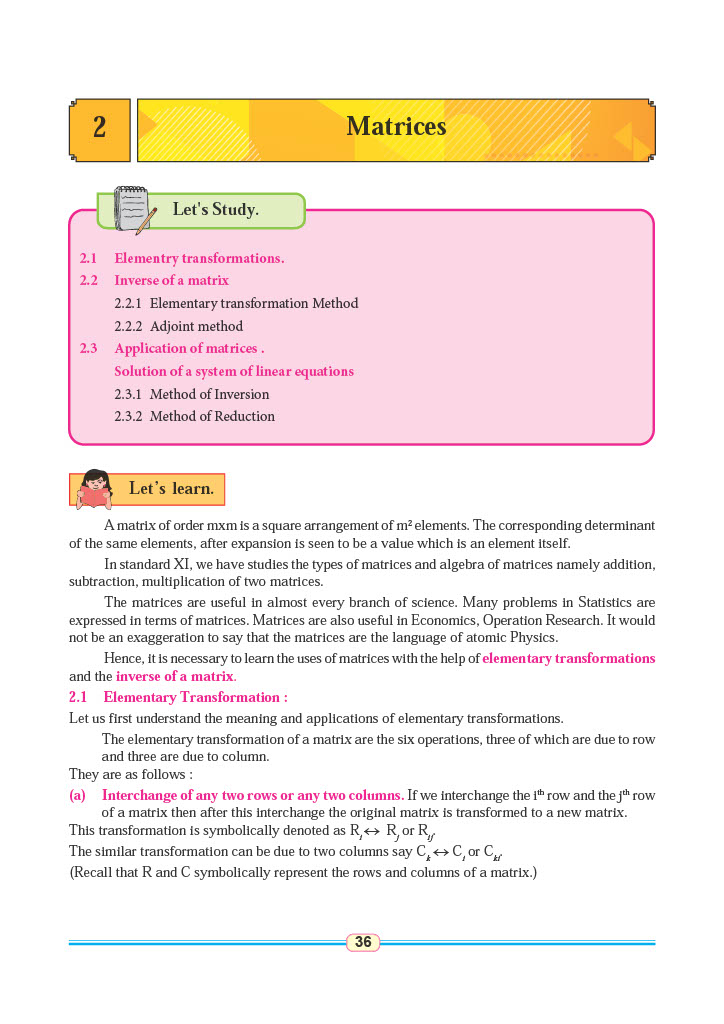 2
Matrices
Let's Study.
2.1 Elementry transformations.
2.2 Inverse of a matrix
2.2.1 Elementary transformation Method
2.2.2 Adjoint method
2.3 Application of matrices .
Solution of a system of linear equations
2.3.1 Method of Inversion
2.3.2 Method of Reduction
Let’s learn.
A matrix of order mxm is a square arrangement of m² elements. The corresponding determinant
of the same elements, after expansion is seen to be a value which is an element itself.
In standard XI, we have studies the types of matrices and algebra of matrices namely addition,
subtraction, multiplication of two matrices.
The matrices are useful in almost every branch of science. Many problems in Statistics are
expressed in terms of matrices. Matrices are also useful in Economics, Operation Research. It would
not be an exaggeration to say that the matrices are the language of atomic Physics.
Hence, it is necessary to learn the uses of matrices with the help of elementary transformations
and the inverse of a matrix.
2.1 Elementary Transformation :
Let us first understand the meaning and applications of elementary transformations.
The elementary transformation of a matrix are the six operations, three of which are due to row
and three are due to column.
They are as follows :
(a) Interchange of any two rows or any two columns. If we interchange the iᵗʰ row and the jᵗʰ row
of a matrix then after this interchange the original matrix is transformed to a new matrix.
This transformation is symbolically denoted as R_i ↔ R_j or R_ij.
The similar transformation can be due to two columns say C_k ↔ C_l or C_kl.
(Recall that R and C symbolically represent the rows and columns of a matrix.)
36